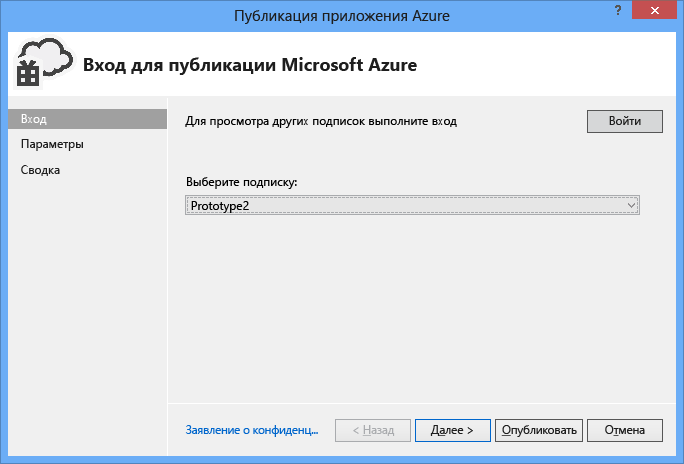 Публикация приложения Azure
?
Вход для публикации Microsoft Azure
Вход
Параметры
Сводка
Для просмотра других подписок выполните вход
Войти
Выберите подписку:
Prototype2
Заявление о конфиденц...
< Назад
Далее >
Опубликовать
Отмена